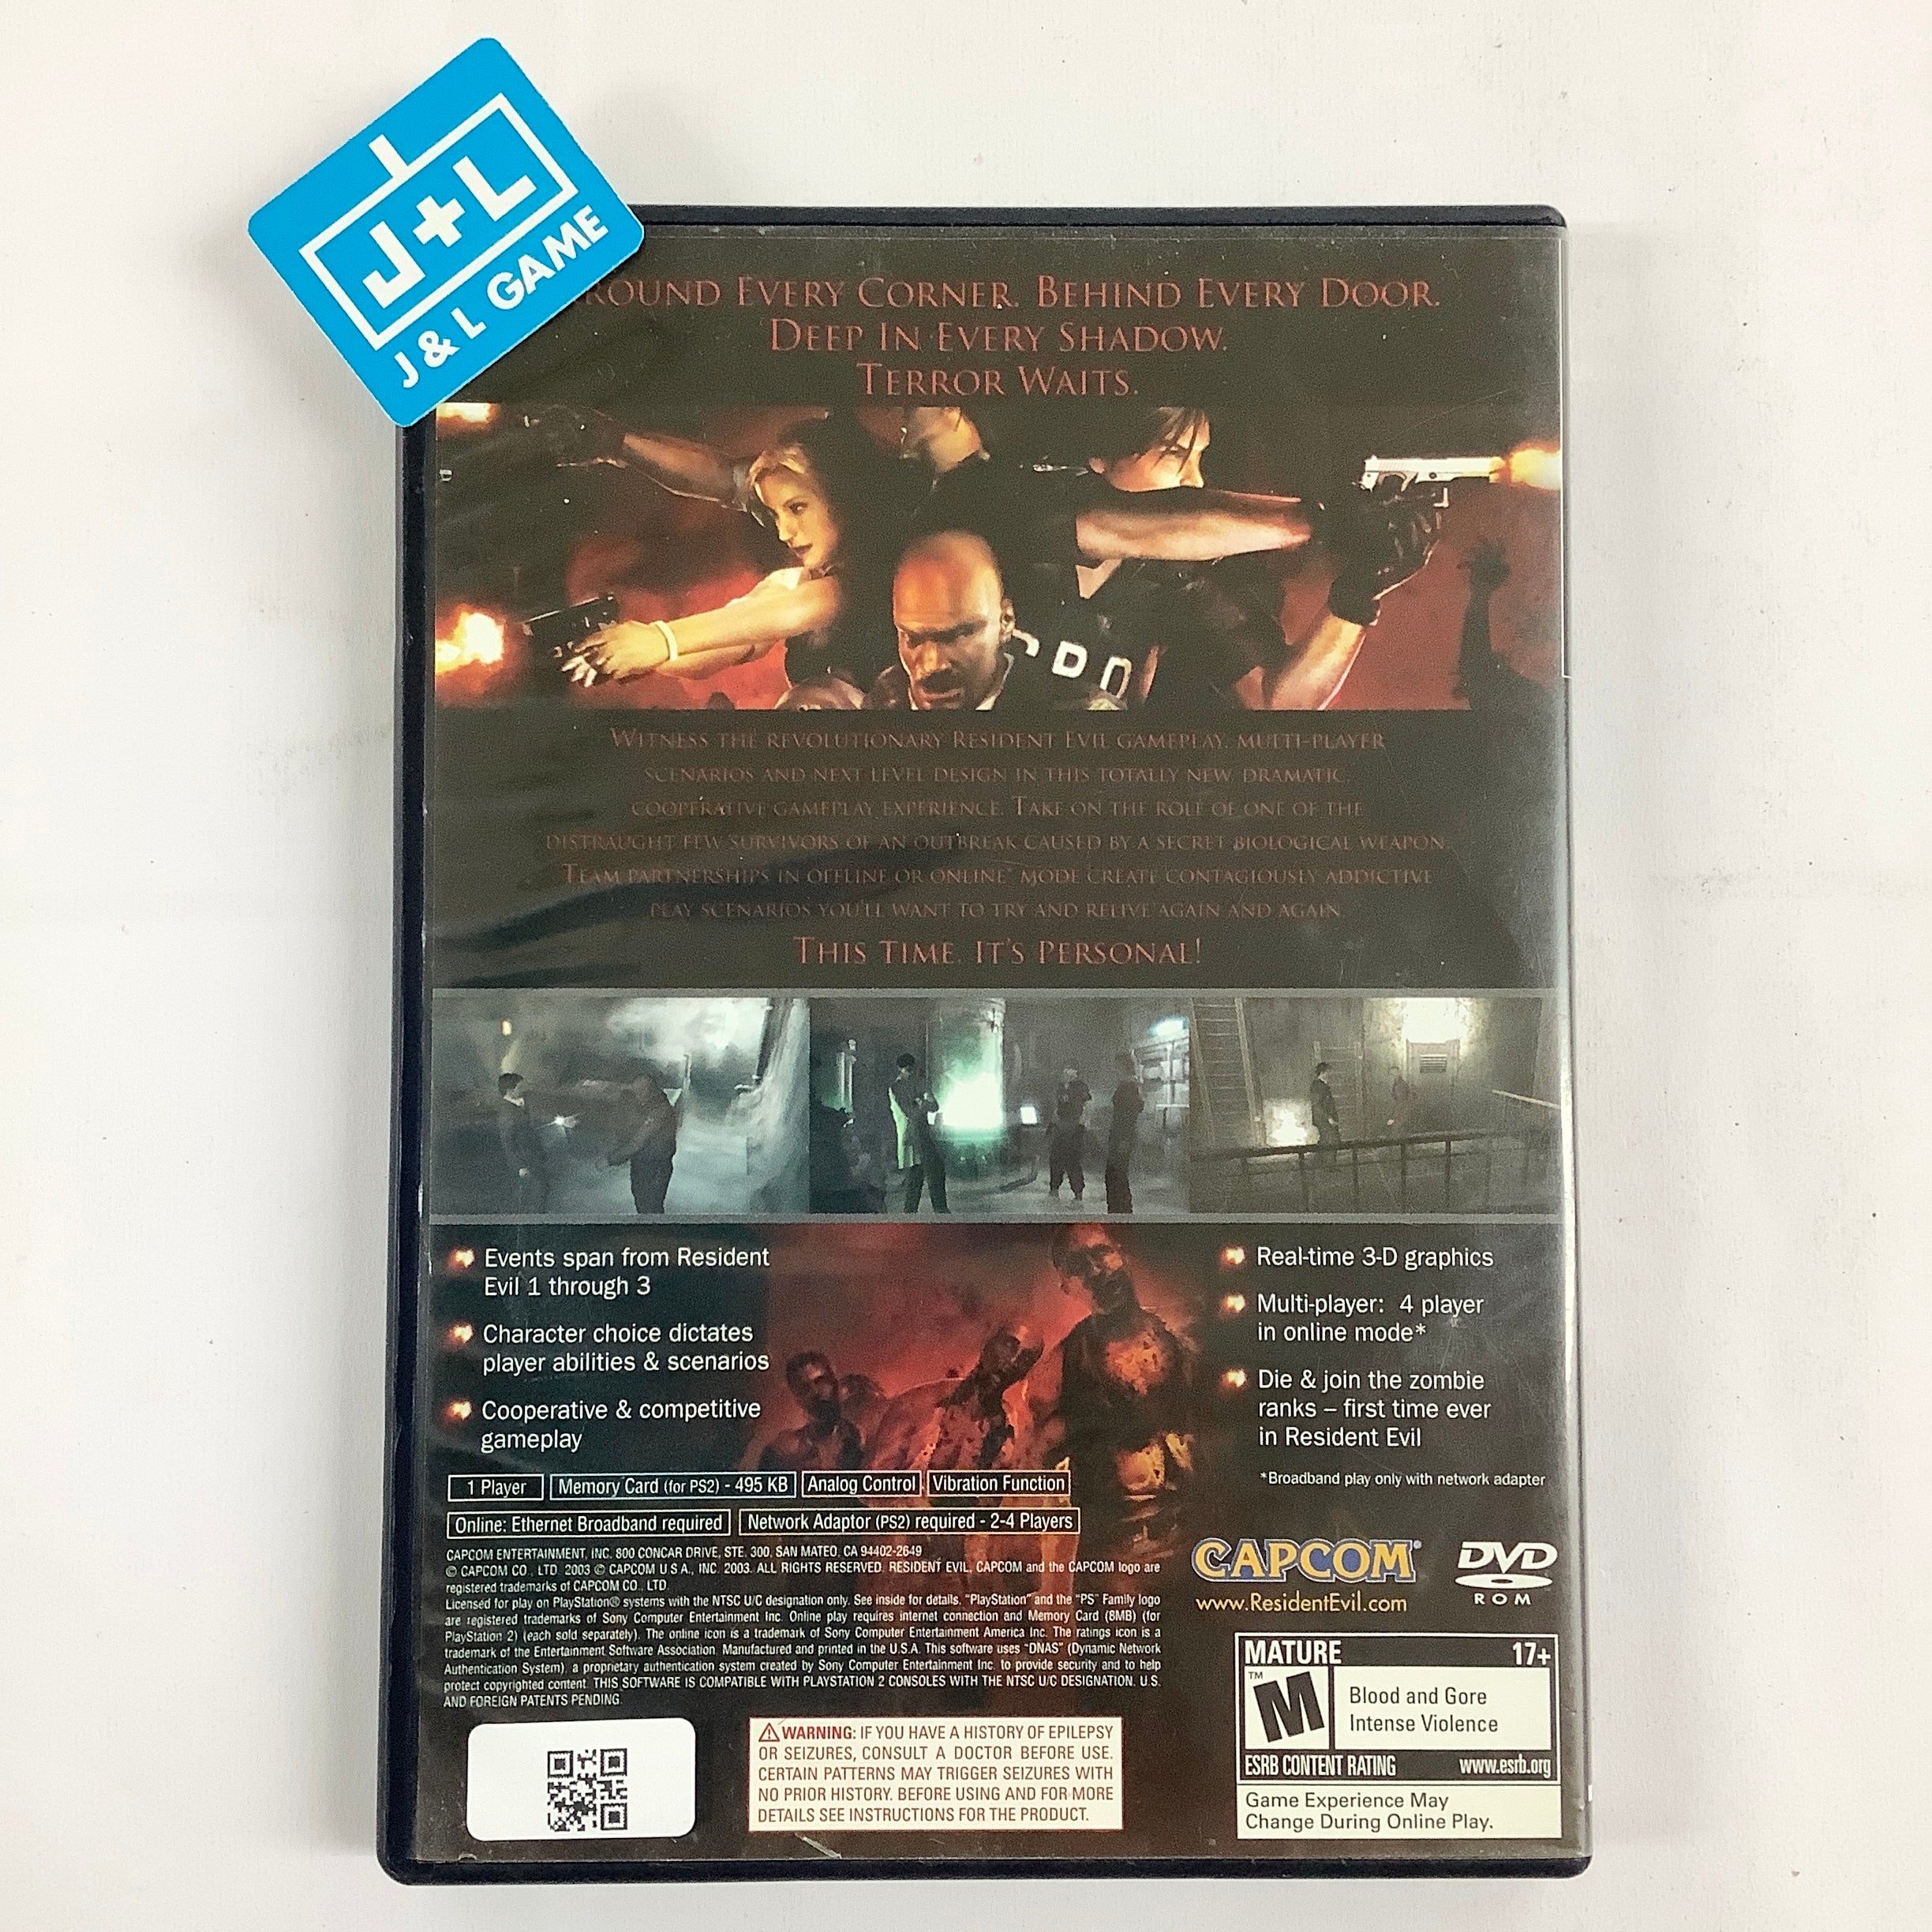 J+L
J & L GAME
ROUND EVERY CORNER. BEHIND EVERY DOOR.
DEEP IN EVERY SHADOW.
TERROR WAITS.
WITNESS THE REVOLUTIONARY RESIDENT EVIL GAMEPLAY, MULTI-PLAYER
SCENARIOS AND NEXT LEVEL DESIGN IN THIS TOTALLY NEW, DRAMATIC,
COOPERATIVE GAMEPLAY EXPERIENCE. TAKE ON THE ROLE OF ONE OF THE
DISTRAUGHT FEW SURVIVORS OF AN OUTBREAK CAUSED BY A SECRET BIOLOGICAL WEAPON.
TEAM PARTNERSHIPS IN OFFLINE OR ONLINE* MODE CREATE CONTAGIOUSLY ADDICTIVE
PLAY SCENARIOS YOU'LL WANT TO TRY AND RELIVE AGAIN AND AGAIN.
THIS TIME, IT'S PERSONAL!
Events span from Resident
Evil 1 through 3
Character choice dictates
player abilities & scenarios
Cooperative & competitive
gameplay
Real-time 3-D graphics
Multi-player: 4 player
in online mode*
Die & join the zombie
ranks – first time ever
in Resident Evil
*Broadband play only with network adapter
1 Player
Memory Card (for PS2) - 495 KB
Analog Control
Vibration Function
Online: Ethernet Broadband required
Network Adaptor (PS2) required - 2-4 Players
CAPCOM ENTERTAINMENT, INC. 800 CONCAR DRIVE, STE. 300, SAN MATEO, CA 94402-2649
© CAPCOM CO., LTD. 2003 © CAPCOM U.S.A., INC. 2003. ALL RIGHTS RESERVED. RESIDENT EVIL, CAPCOM and the CAPCOM logo are
registered trademarks of CAPCOM CO., LTD.
Licensed for play on PlayStation® systems with the NTSC U/C designation only. See inside for details. "PlayStation" and the "PS" Family logo
are registered trademarks of Sony Computer Entertainment Inc. Online play requires internet connection and Memory Card (8MB) (for
PlayStation 2) (each sold separately). The online icon is a trademark of Sony Computer Entertainment America Inc. The ratings icon is a
trademark of the Entertainment Software Association. Manufactured and printed in the U.S.A. This software uses "DNAS" (Dynamic Network
Authentication System), a proprietary authentication system created by Sony Computer Entertainment Inc. to provide security and to help
protect copyrighted content. THIS SOFTWARE IS COMPATIBLE WITH PLAYSTATION 2 CONSOLES WITH THE NTSC U/C DESIGNATION. U.S.
AND FOREIGN PATENTS PENDING.
CAPCOM®
www.ResidentEvil.com
DVD
ROM
WARNING: IF YOU HAVE A HISTORY OF EPILEPSY
OR SEIZURES, CONSULT A DOCTOR BEFORE USE.
CERTAIN PATTERNS MAY TRIGGER SEIZURES WITH
NO PRIOR HISTORY. BEFORE USING AND FOR MORE
DETAILS SEE INSTRUCTIONS FOR THE PRODUCT.
MATURE 17+
™
M
Blood and Gore
Intense Violence
ESRB CONTENT RATING www.esrb.org
Game Experience May
Change During Online Play.